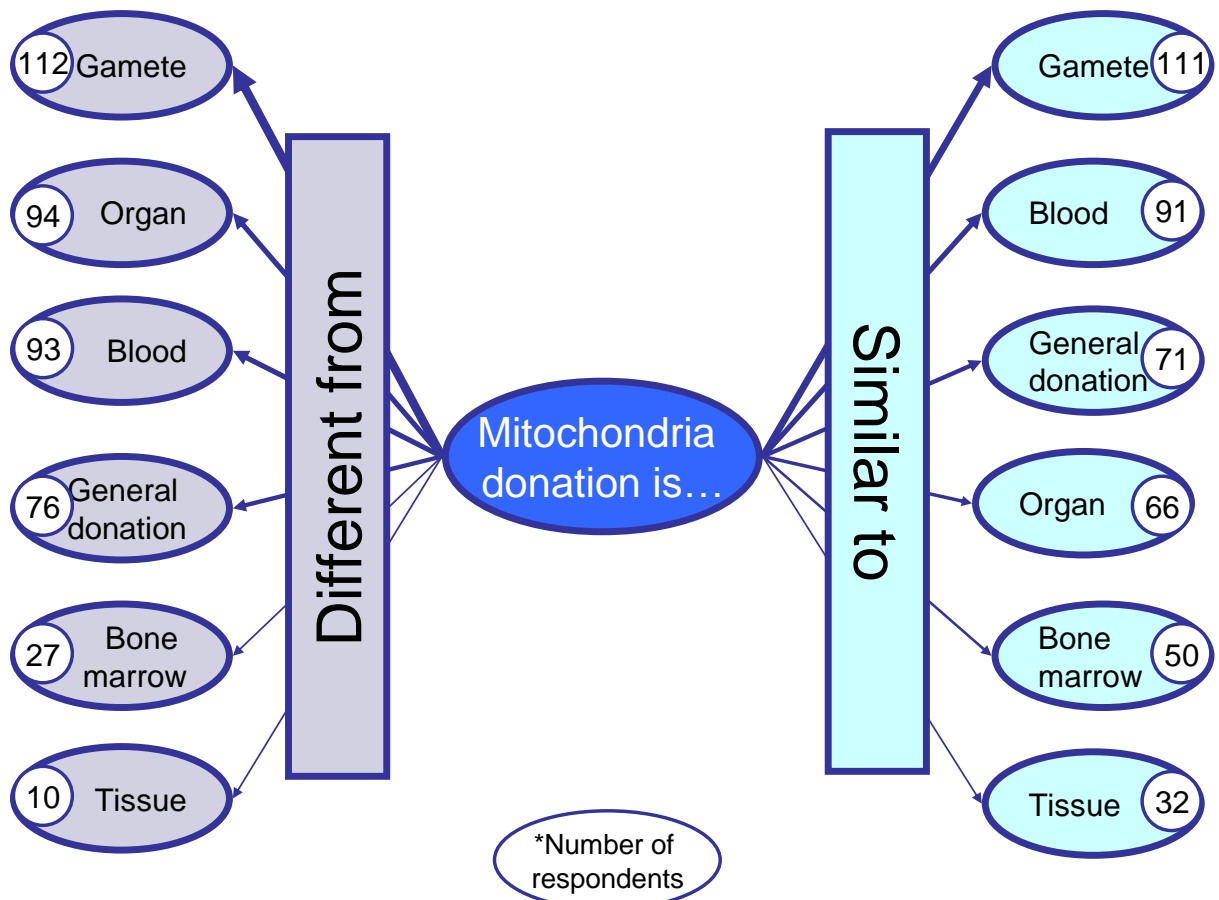 112 Gamete
94 Organ
93 Blood
76 General
donation
27 Bone
marrow
10 Tissue
Different from
Mitochondria
donation is…
Similar to
Gamete 111
Blood 91
General
donation 71
Organ 66
Bone
marrow 50
Tissue 32
*Number of
respondents